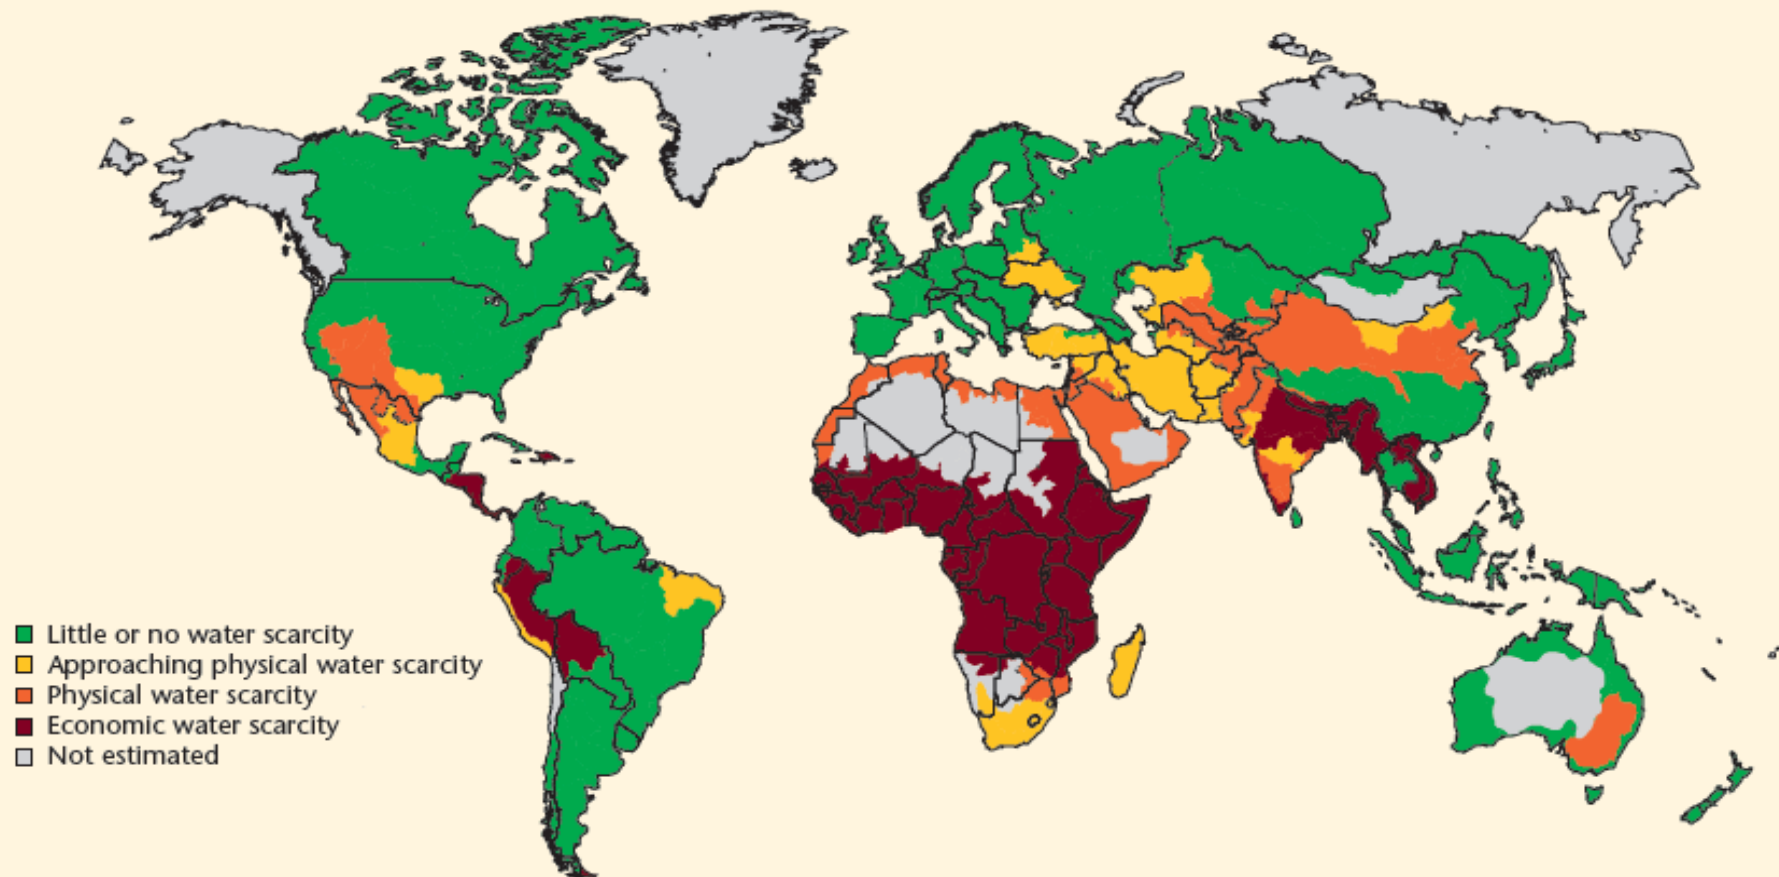 Little or no water scarcity
Approaching physical water scarcity
Physical water scarcity
Economic water scarcity
Not estimated